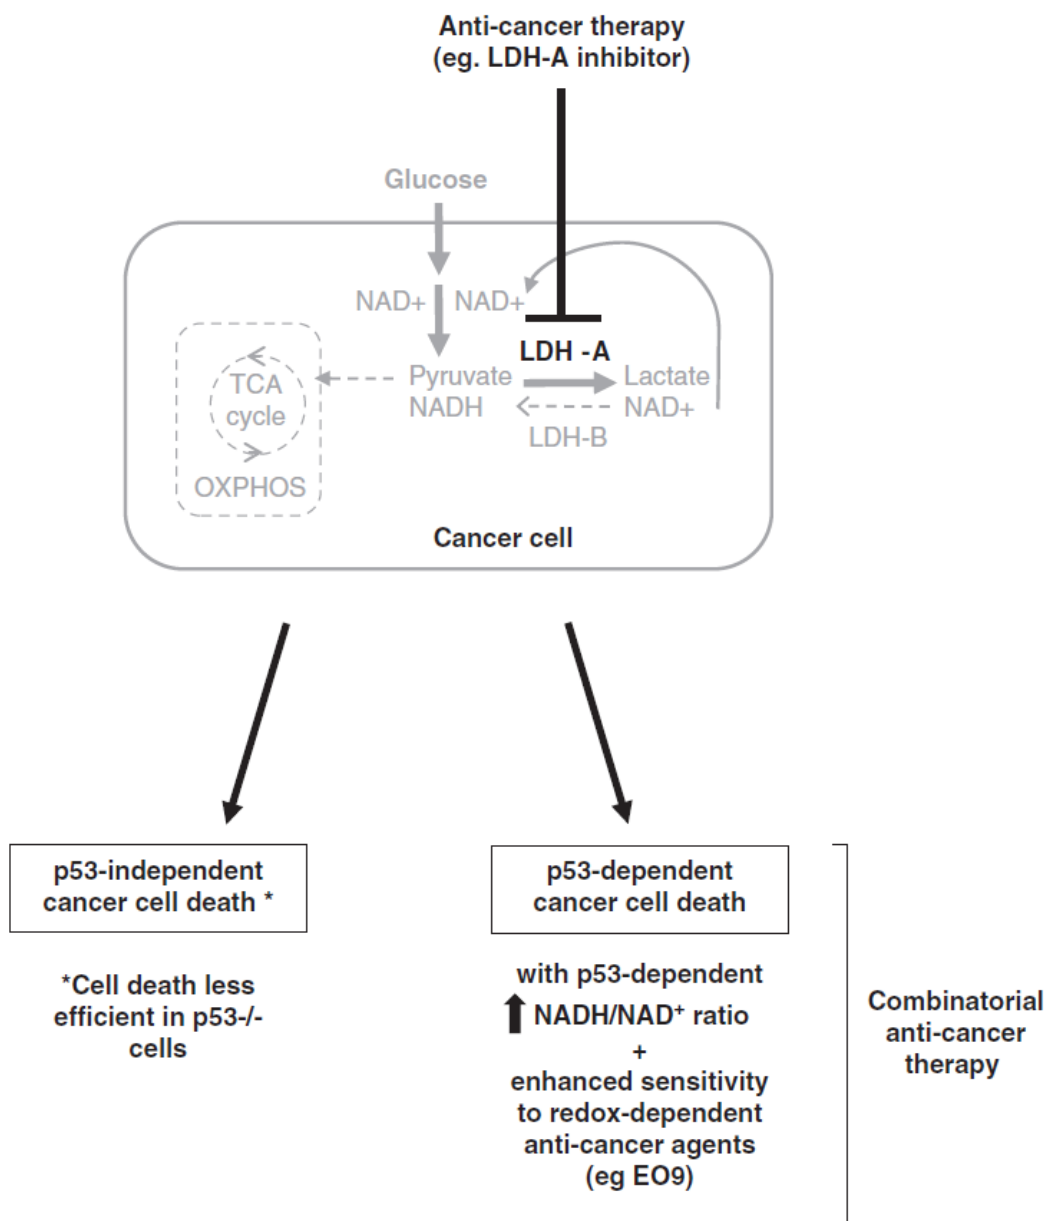 Anti-cancer therapy
(eg. LDH-A inhibitor)
Glucose
NAD+ NAD+
LDH -A
TCA
cycle
OXPHOS
Pyruvate
NADH
Lactate
NAD+
LDH-B
Cancer cell
p53-independent
cancer cell death *
*Cell death less
efficient in p53-/-
cells
p53-dependent
cancer cell death
with p53-dependent
NADH/NAD⁺ ratio
+
enhanced sensitivity
to redox-dependent
anti-cancer agents
(eg EO9)
Combinatorial
anti-cancer
therapy